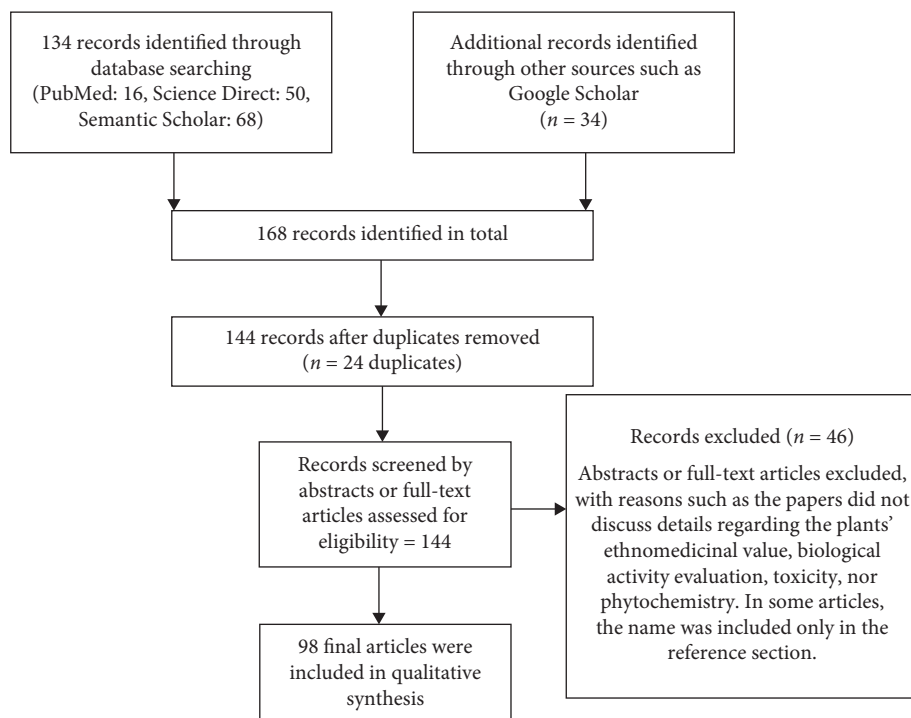 134 records identified through
database searching
(PubMed: 16, Science Direct: 50,
Semantic Scholar: 68)
Additional records identified
through other sources such as
Google Scholar
(n = 34)
168 records identified in total
144 records after duplicates removed
(n = 24 duplicates)
Records screened by
abstracts or full-text
articles assessed for
eligibility = 144
Records excluded (n = 46)
Abstracts or full-text articles excluded,
with reasons such as the papers did not
discuss details regarding the plants’
ethnomedicinal value, biological
activity evaluation, toxicity, nor
phytochemistry. In some articles,
the name was included only in the
reference section.
98 final articles were
included in qualitative
synthesis